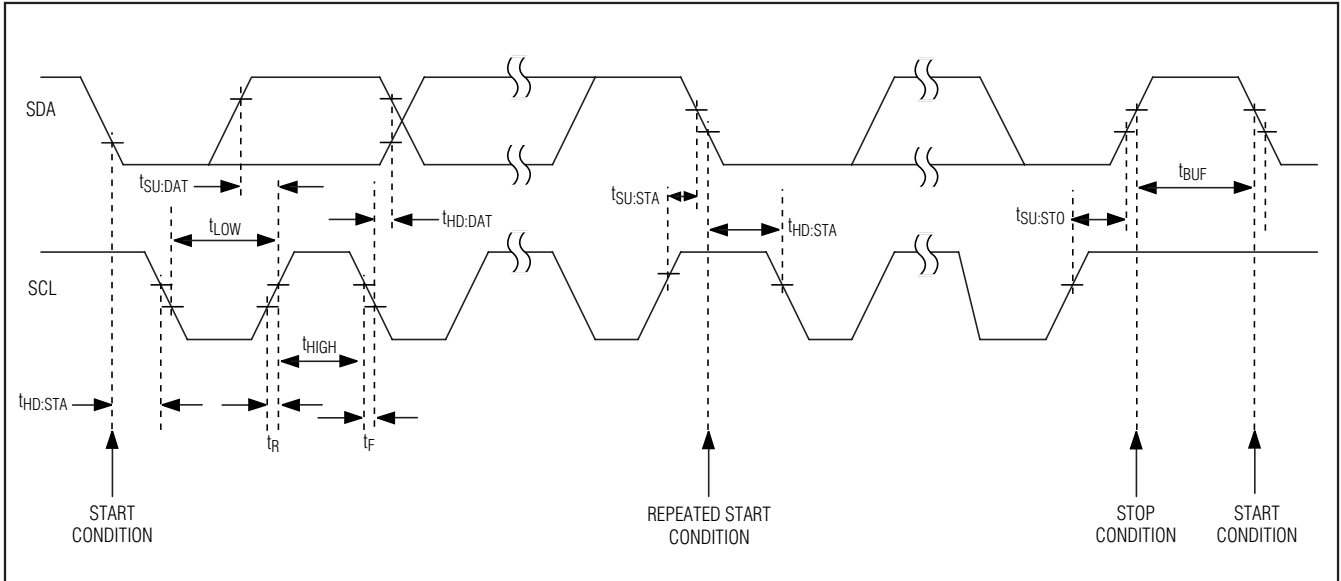 SDA
tSU:DAT
tLOW
tHD:DAT
tSU:STA
tHD:STA
tSU:STO
tBUF
SCL
tHIGH
tHD:STA
tR
tF
START
CONDITION
REPEATED START
CONDITION
STOP
CONDITION
START
CONDITION